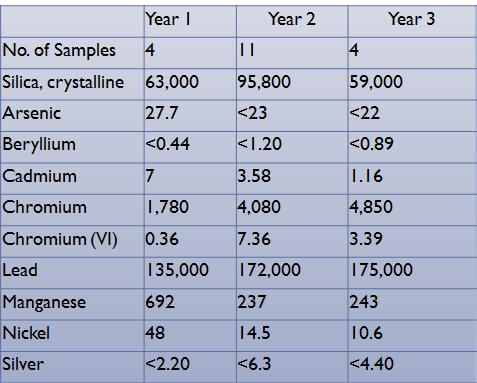 Year 1 Year 2 Year 3
No. of Samples 4 11 4
Silica, crystalline 63,000 95,800 59,000
Arsenic 27.7 <23 <22
Beryllium <0.44 <1.20 <0.89
Cadmium 7 3.58 1.16
Chromium 1,780 4,080 4,850
Chromium (VI) 0.36 7.36 3.39
Lead 135,000 172,000 175,000
Manganese 692 237 243
Nickel 48 14.5 10.6
Silver <2.20 <6.3 <4.40